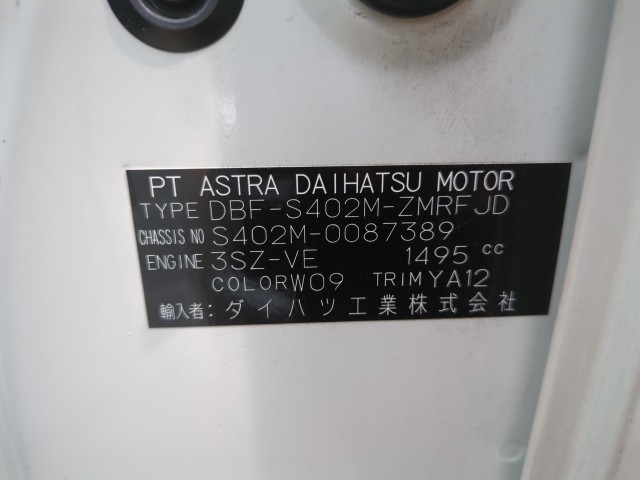 PT ASTRA DAIHATSU MOTOR
TYPE DBF-S402M-ZMRFJD
CHASSIS NO S402M-0087389
ENGINE 3SZ-VE 1495 cc
COLOR W09 TRIM YA12
輸入者: ダイハツ工業株式会社